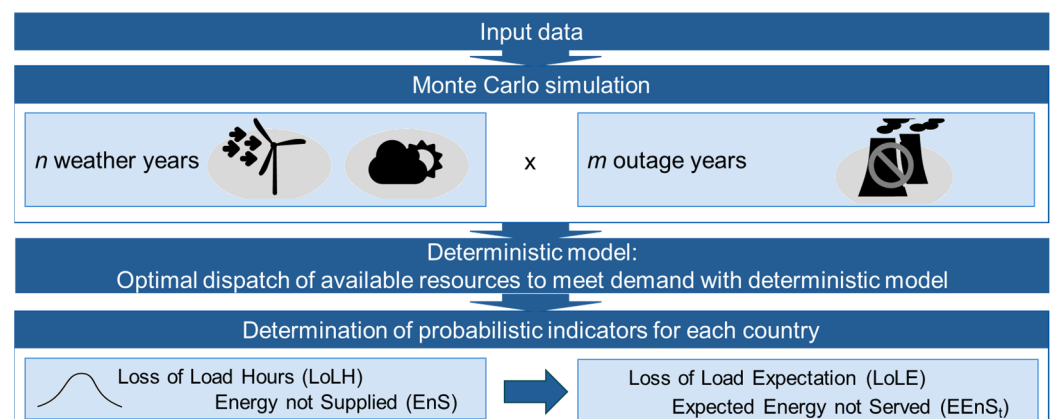 Input data
Monte Carlo simulation
n weather years
x
m outage years
Deterministic model:
Optimal dispatch of available resources to meet demand with deterministic model
Determination of probabilistic indicators for each country
Loss of Load Hours (LoLH)
Energy not Supplied (EnS)
Loss of Load Expectation (LoLE)
Expected Energy not Served (EEnSt)